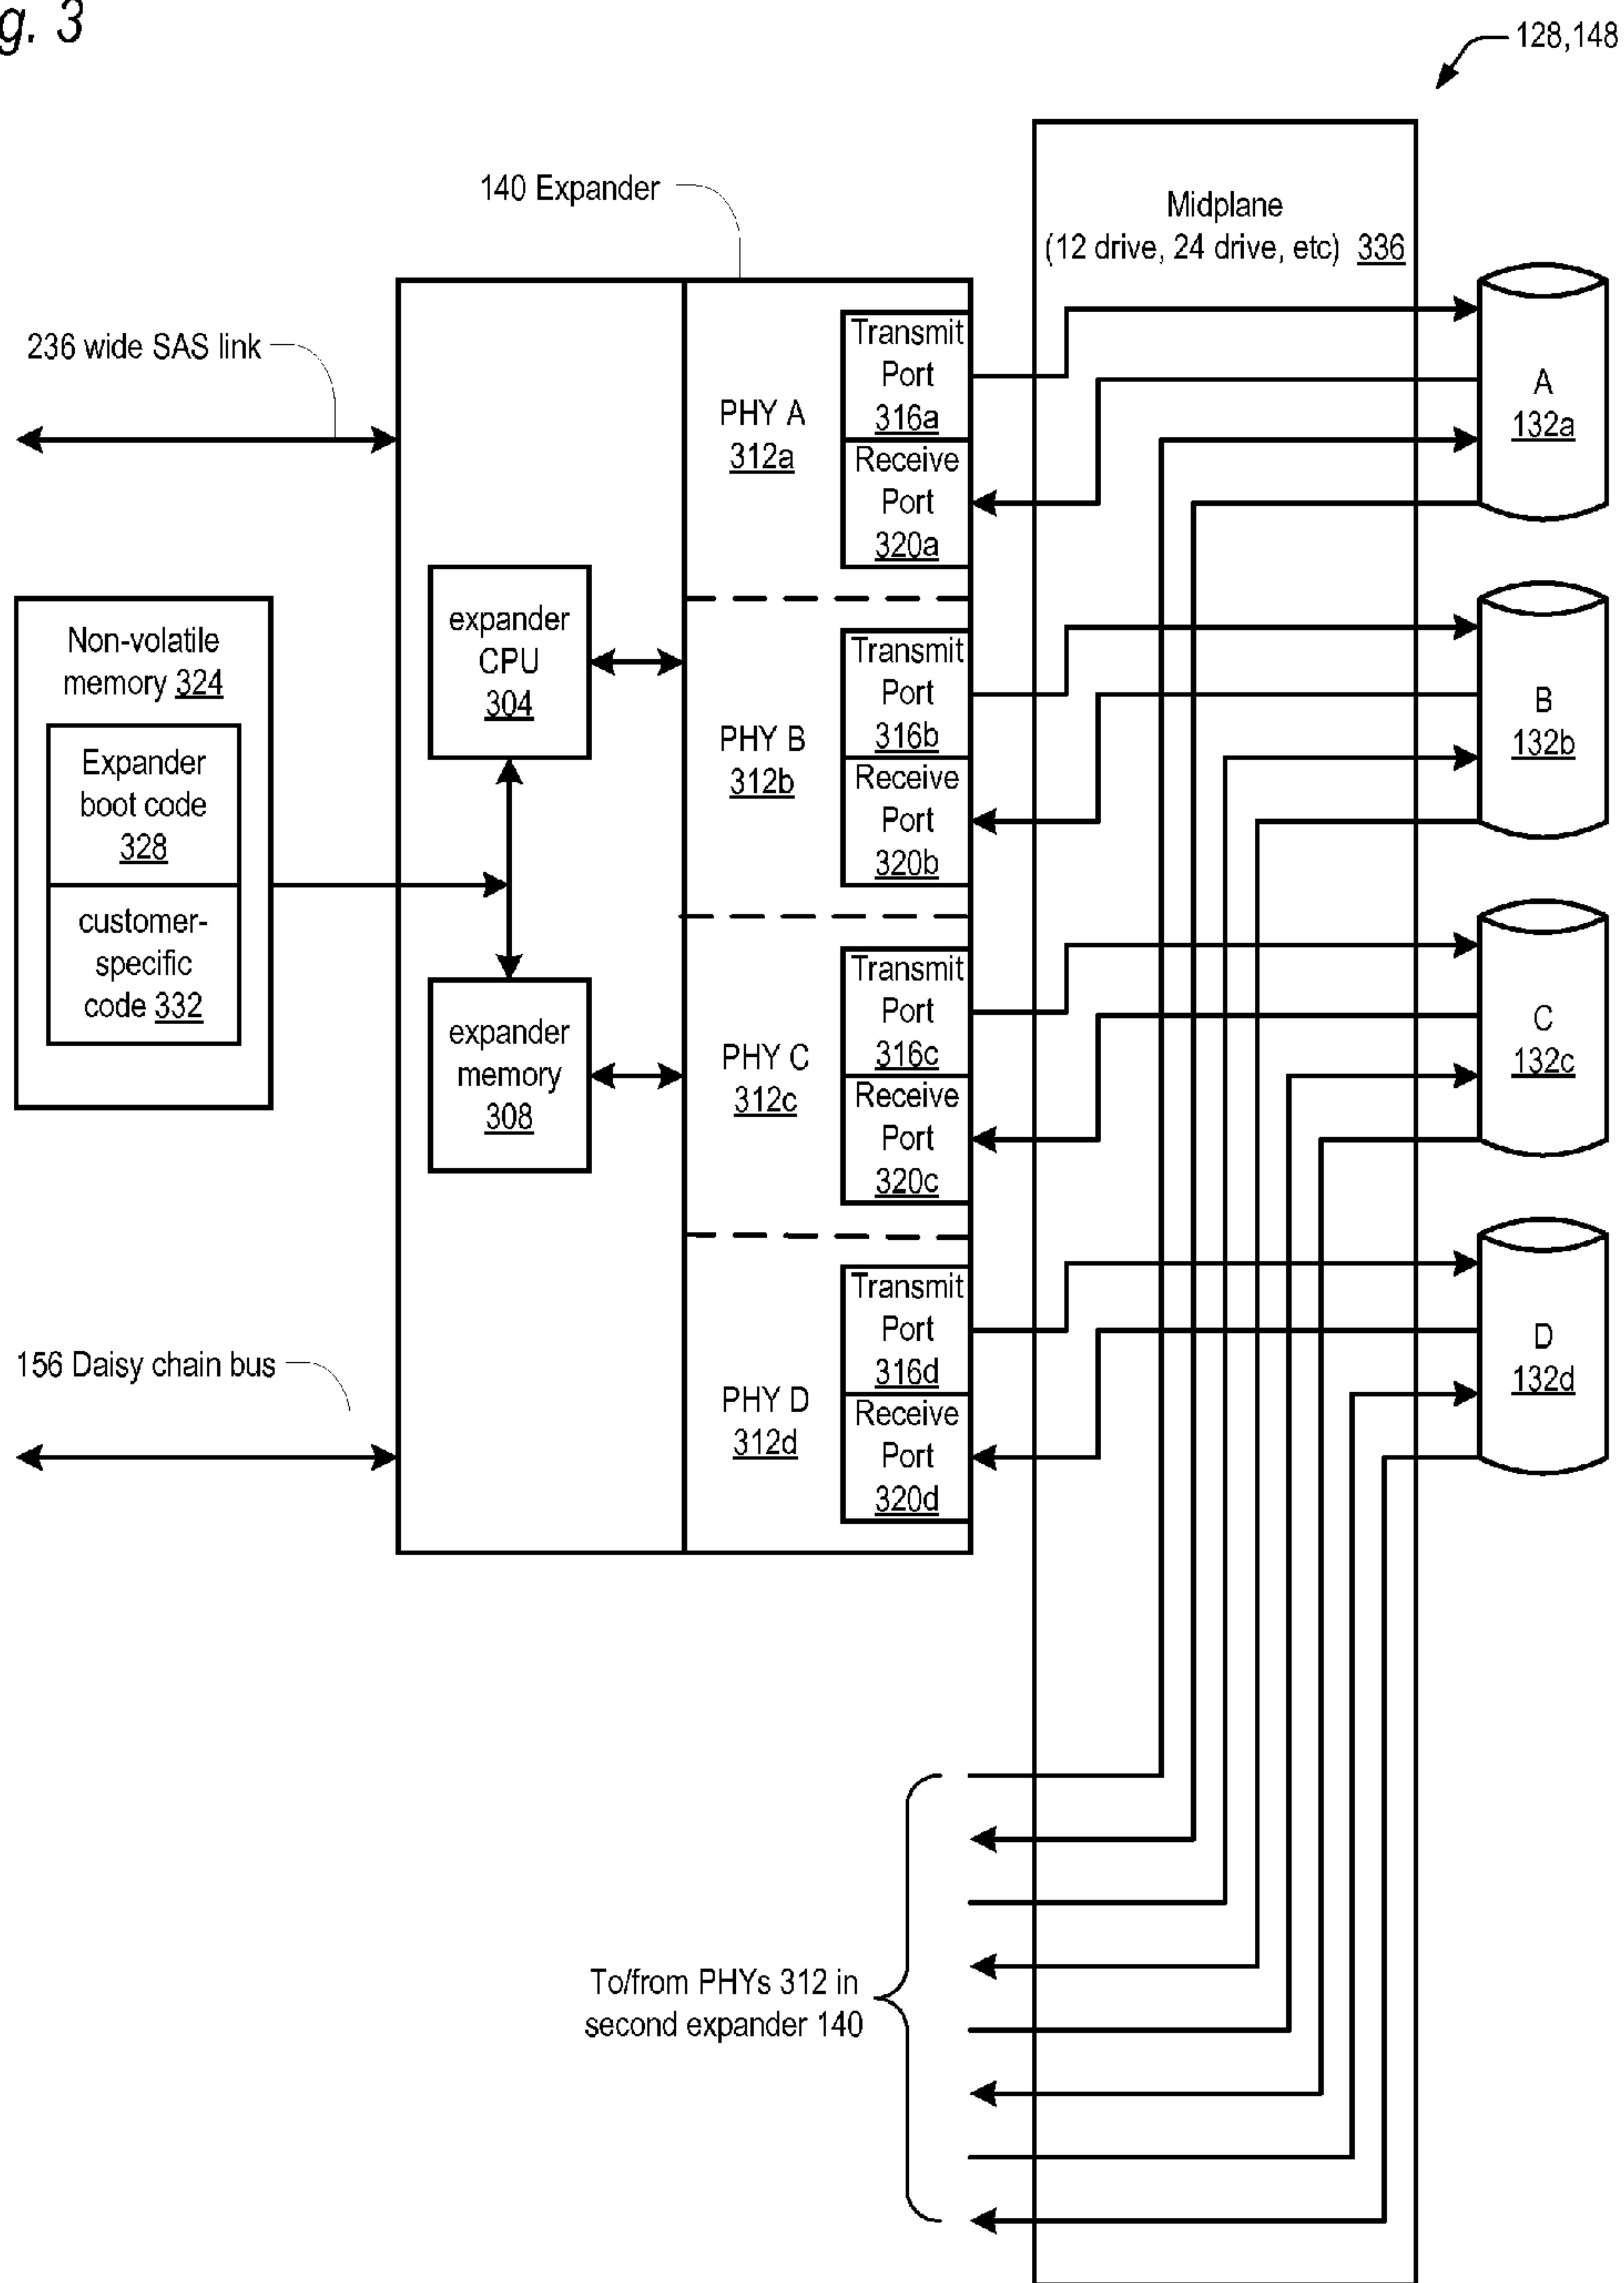 g. 3
128,148
140 Expander
Midplane
(12 drive, 24 drive, etc) 336
236 wide SAS link
Non-volatile
memory 324
Expander
boot code
328
customer-
specific
code 332
156 Daisy chain bus
expander
CPU
304
expander
memory
308
PHY A
312a
Transmit
Port
316a
Receive
Port
320a
PHY B
312b
Transmit
Port
316b
Receive
Port
320b
PHY C
312c
Transmit
Port
316c
Receive
Port
320c
PHY D
312d
Transmit
Port
316d
Receive
Port
320d
A
132a
B
132b
C
132c
D
132d
To/from PHYs 312 in
second expander 140